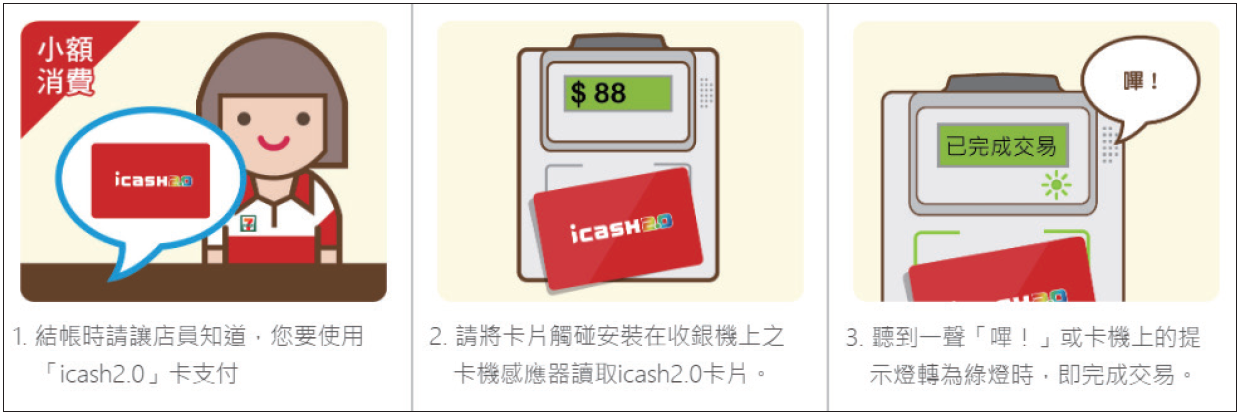 小額
消費
icash2.0
7
1. 結帳時請讓店員知道，您要使用
「icash2.0」卡支付
$ 88
icash2.0
2. 請將卡片觸碰安裝在收銀機上之
卡機感應器讀取icash2.0卡片。
嗶！
已完成交易
icash2.0
3. 聽到一聲「嗶！」或卡機上的提
示燈轉為綠燈時，即完成交易。